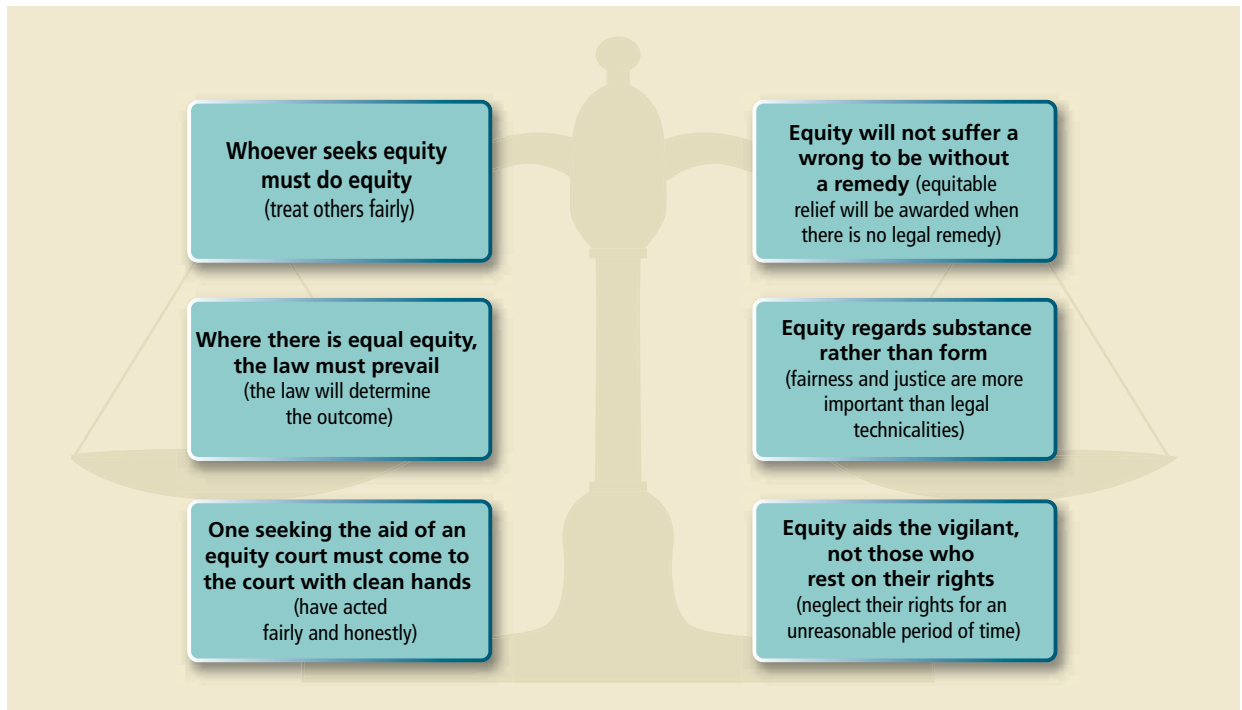 Whoever seeks equity
must do equity
(treat others fairly)
Where there is equal equity,
the law must prevail
(the law will determine
the outcome)
One seeking the aid of an
equity court must come to
the court with clean hands
(have acted
fairly and honestly)
Equity will not suffer a
wrong to be without
a remedy (equitable
relief will be awarded when
there is no legal remedy)
Equity regards substance
rather than form
(fairness and justice are more
important than legal
technicalities)
Equity aids the vigilant,
not those who
rest on their rights
(neglect their rights for an
unreasonable period of time)